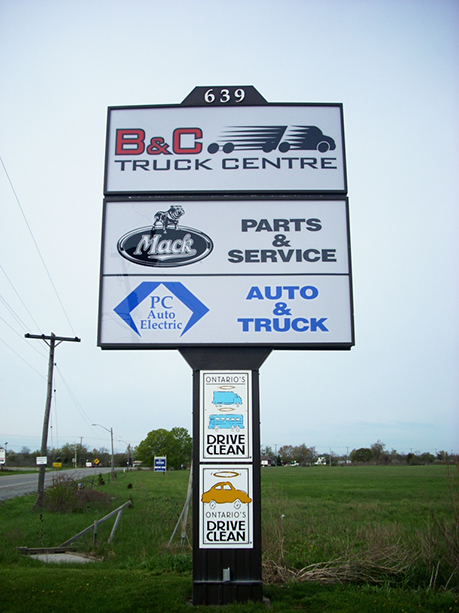 639
B&C
TRUCK CENTRE
Mack
PARTS
&
SERVICE
PC
Auto
Electric
AUTO
&
TRUCK
ONTARIO'S
DRIVE
CLEAN
ONTARIO'S
DRIVE
CLEAN